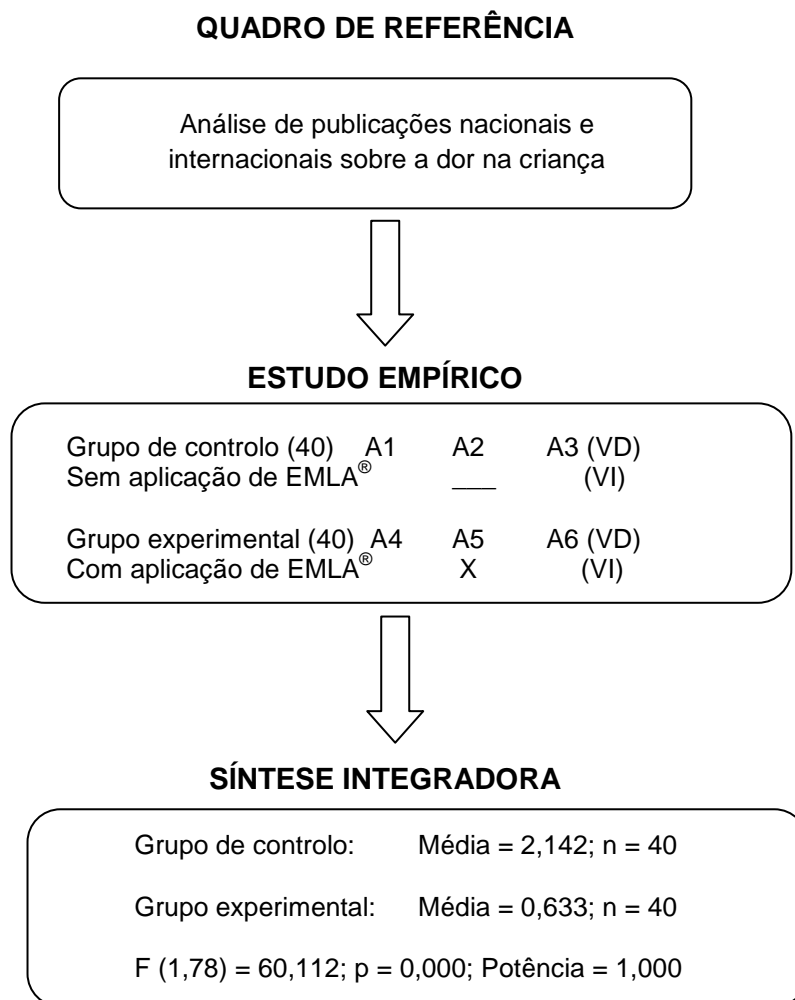 QUADRO DE REFERÊNCIA
Análise de publicações nacionais e
internacionais sobre a dor na criança
ESTUDO EMPÍRICO
Grupo de controlo (40) A1 A2 A3 (VD)
Sem aplicação de EMLA® ___ (VI)
Grupo experimental (40) A4 A5 A6 (VD)
Com aplicação de EMLA® X (VI)
SÍNTESE INTEGRADORA
Grupo de controlo: Média = 2,142; n = 40
Grupo experimental: Média = 0,633; n = 40
F (1,78) = 60,112; p = 0,000; Potência = 1,000